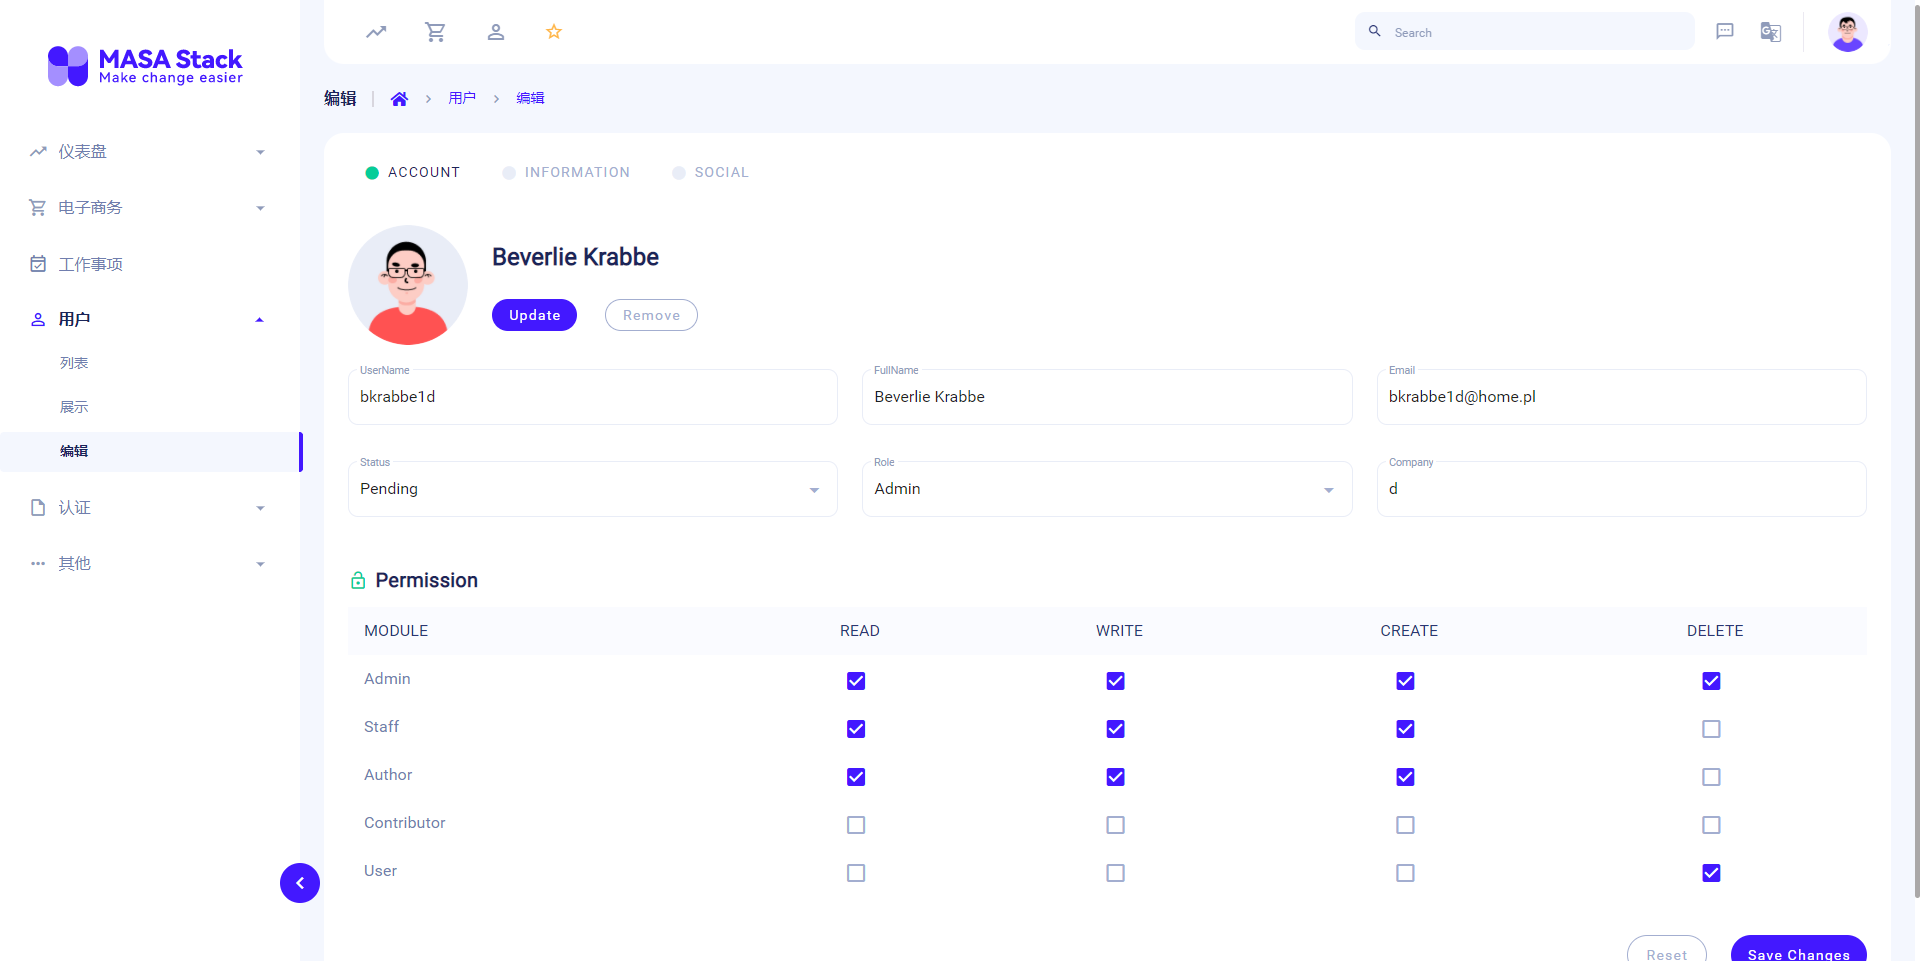 MASA Stack
Make change easier
Search
仪表盘
电子商务
工作事项
用户
列表
展示
编辑
认证
其他
编辑
用户
编辑
ACCOUNT INFORMATION SOCIAL
Beverlie Krabbe
Update Remove
UserName FullName Email
bkrabbe1d Beverlie Krabbe bkrabbe1d@home.pl
Status Role Company
Pending Admin d
Permission
MODULE READ WRITE CREATE DELETE
Admin
Staff
Author
Contributor
User
Reset Save Changes